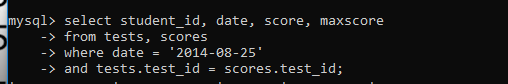 mysql> select student_id, date, score, maxscore
-> from tests, scores
-> where date = '2014-08-25'
-> and tests.test_id = scores.test_id;